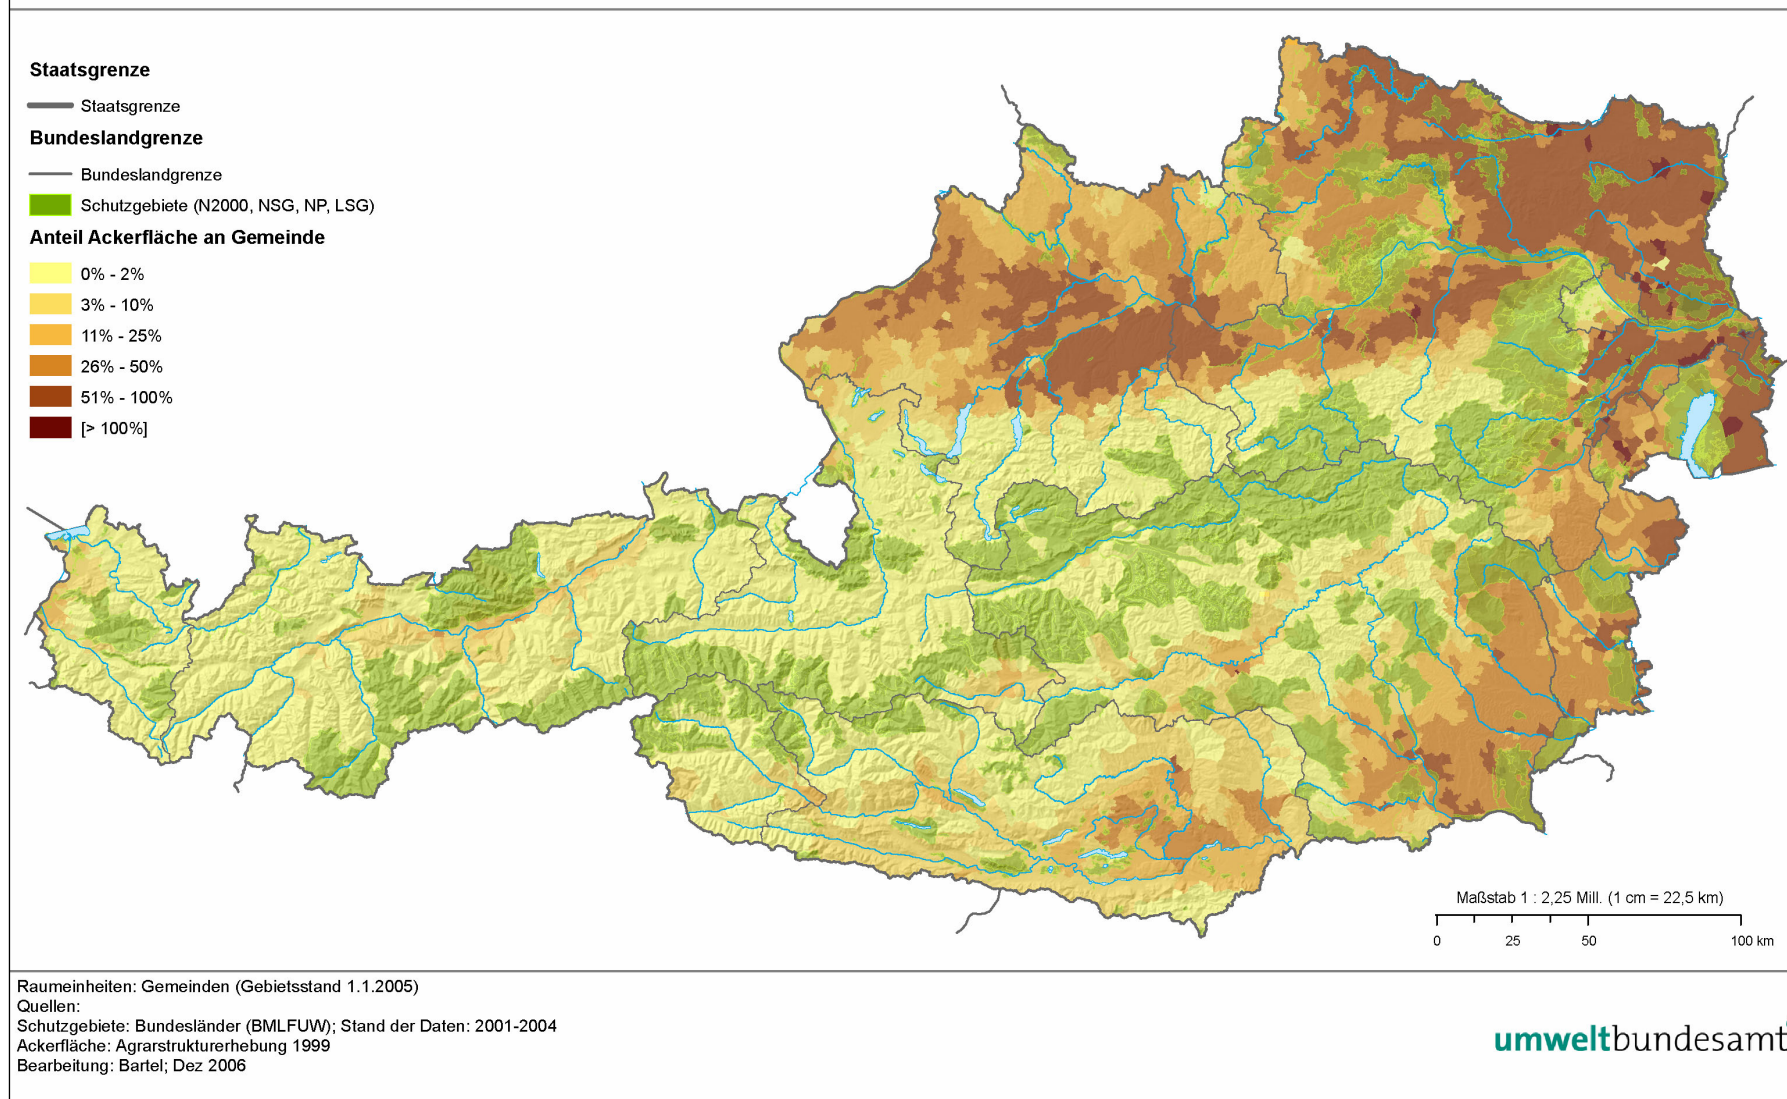 Staatsgrenze
Staatsgrenze
Bundeslandgrenze
Bundeslandgrenze
Schutzgebiete (N2000, NSG, NP, LSG)
Anteil Ackerfläche an Gemeinde
0% - 2%
3% - 10%
11% - 25%
26% - 50%
51% - 100%
[> 100%]
Maßstab 1 : 2,25 Mill. (1 cm = 22,5 km)
0 25 50 100 km
Raumeinheiten: Gemeinden (Gebietsstand 1.1.2005)
Quellen:
Schutzgebiete: Bundesländer (BMLFUW); Stand der Daten: 2001-2004
Ackerfläche: Agrarstrukturerhebung 1999
Bearbeitung: Bartel; Dez 2006
umweltbundesamt